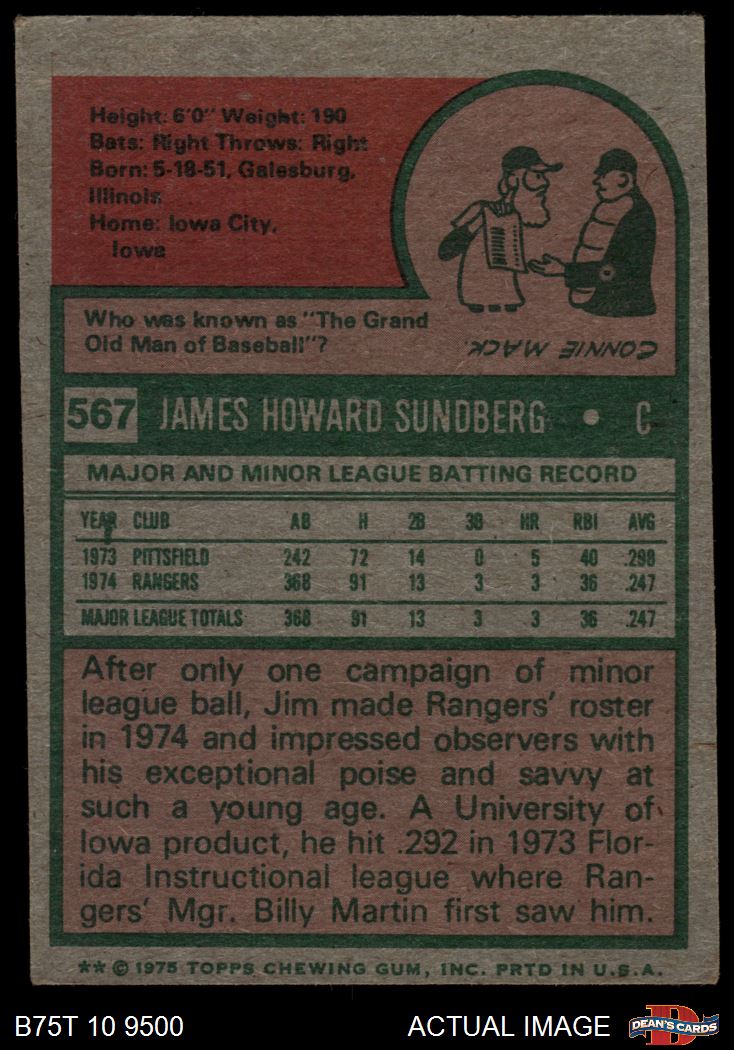 Height: 6'0" Weight: 190
Bats: Right Throws: Right
Born: 5-18-51, Galesburg,
Illinois
Home: Iowa City,
Iowa
Who was known as "The Grand
Old Man of Baseball"?
CONNIE MACK.
567 JAMES HOWARD SUNDBERG • C
MAJOR AND MINOR LEAGUE BATTING RECORD
YEAR CLUB AB H 2B 3B HR RBI AVG
1973 PITTSFIELD 242 72 14 0 5 40 .298
1974 RANGERS 368 91 13 3 3 36 .247
MAJOR LEAGUE TOTALS 368 91 13 3 3 36 .247
After only one campaign of minor
league ball, Jim made Rangers' roster
in 1974 and impressed observers with
his exceptional poise and savvy at
such a young age. A University of
Iowa product, he hit .292 in 1973 Flor-
ida Instructional league where Ran-
gers' Mgr. Billy Martin first saw him.
** © 1975 TOPPS CHEWING GUM, INC. PRTD IN U.S.A.
B75T 10 9500 ACTUAL IMAGE DEAN'S CARDS